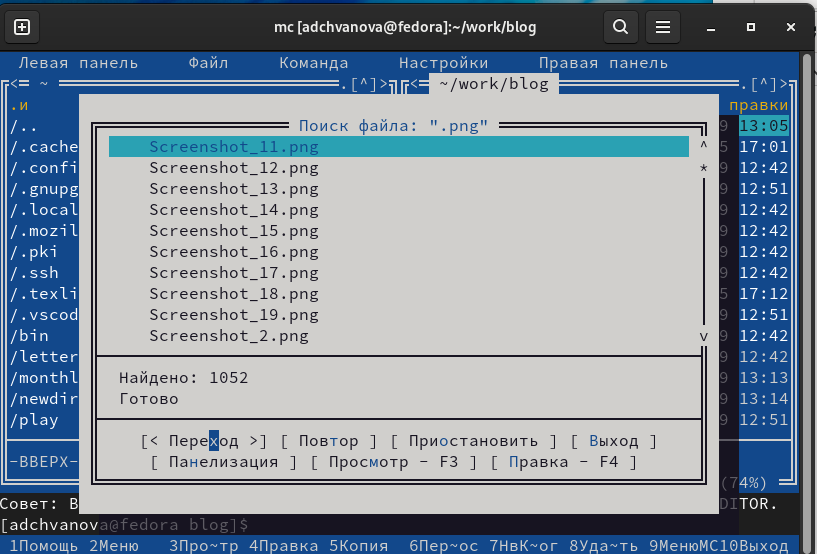 mc [adchvanova@fedora]:~/work/blog
Левая панель Файл Команда Настройки Правая панель
<= ~ .[^]> <= ~/work/blog .[^]>
.и правки
/.. 9 13:05
/.cache 5 17:01
/.confi 9 12:42
/.gnupg 9 12:51
/.local 9 12:42
/.mozil 9 12:42
/.pki 9 12:42
/.ssh 9 12:42
/.texli 5 17:12
/.vscod 9 12:51
/bin 9 12:42
/letter 9 12:42
/monthl 9 13:13
/newdir 9 13:14
/play 9 12:51
-ВВЕРХ-
(74%)
Поиск файла: ".png"
Screenshot_11.png ^
Screenshot_12.png *
Screenshot_13.png
Screenshot_14.png
Screenshot_15.png
Screenshot_16.png
Screenshot_17.png
Screenshot_18.png
Screenshot_19.png
Screenshot_2.png v
Найдено: 1052
Готово
[< Переход >] [ Повтор ] [ Приостановить ] [ Выход ]
[ Панелизация ] [ Просмотр - F3 ] [ Правка - F4 ]
Совет: В DITOR.
[adchvanova@fedora blog]$
1Помощь 2Меню 3Про~тр 4Правка 5Копия 6Пер~ос 7НвК~ог 8Уда~ть 9МенюMC10Выход